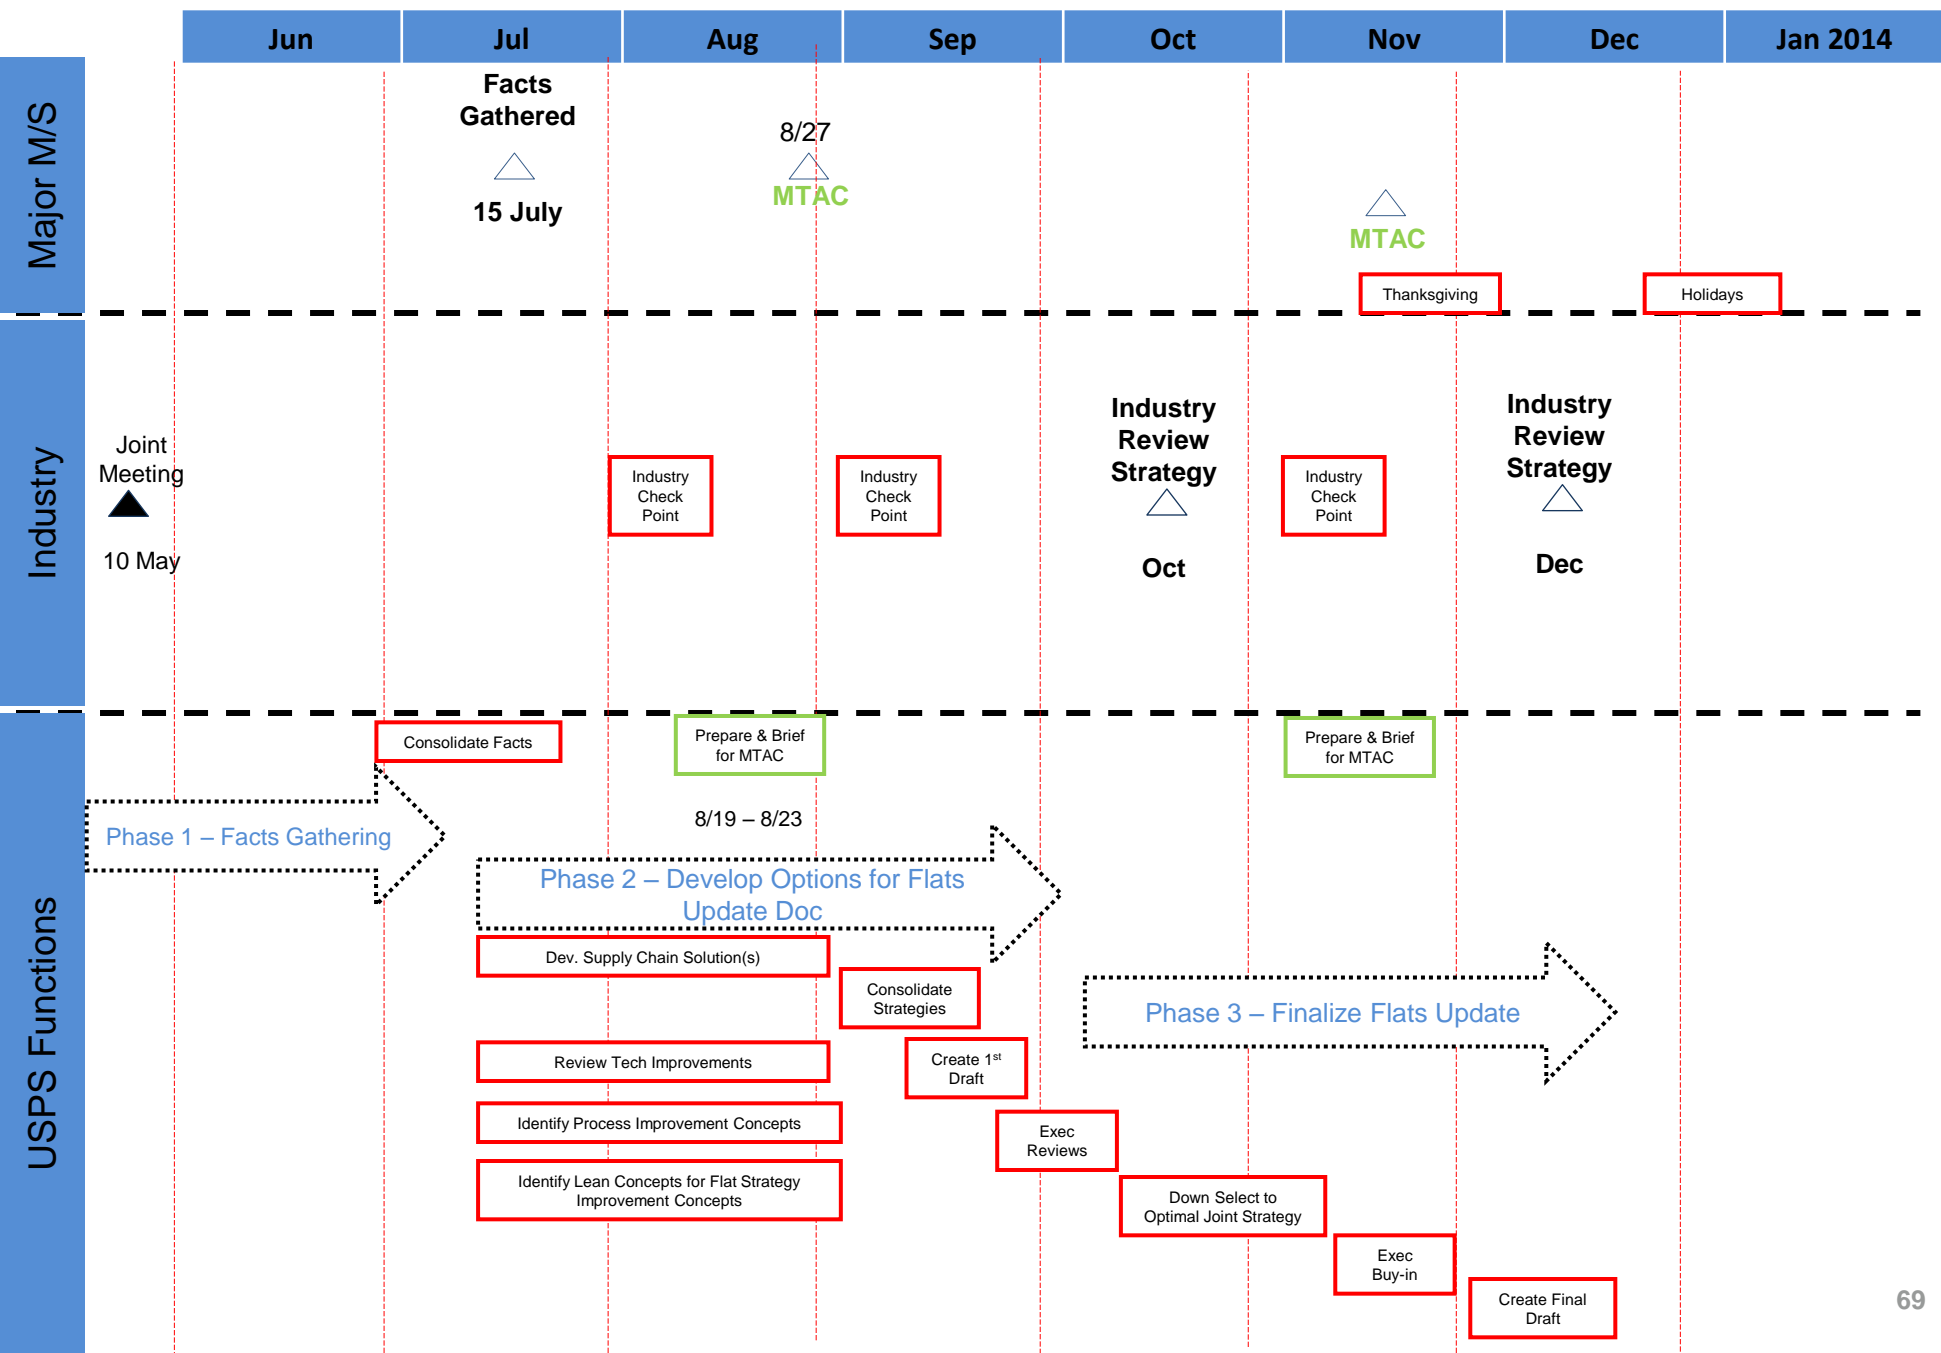 Jun
Jul
Aug
Sep
Oct
Nov
Dec
Jan 2014
Major M/S
Facts
Gathered
15 July
8/27
MTAC
MTAC
Thanksgiving
Holidays
Industry
Joint
Meeting
10 May
Industry
Check
Point
Industry
Check
Point
Industry
Review
Strategy
Oct
Industry
Check
Point
Industry
Review
Strategy
Dec
USPS Functions
Consolidate Facts
Prepare & Brief
for MTAC
8/19 – 8/23
Prepare & Brief
for MTAC
Phase 1 – Facts Gathering
Phase 2 – Develop Options for Flats
Update Doc
Dev. Supply Chain Solution(s)
Consolidate
Strategies
Phase 3 – Finalize Flats Update
Review Tech Improvements
Create 1st
Draft
Identify Process Improvement Concepts
Exec
Reviews
Identify Lean Concepts for Flat Strategy
Improvement Concepts
Down Select to
Optimal Joint Strategy
Exec
Buy-in
Create Final
Draft
69